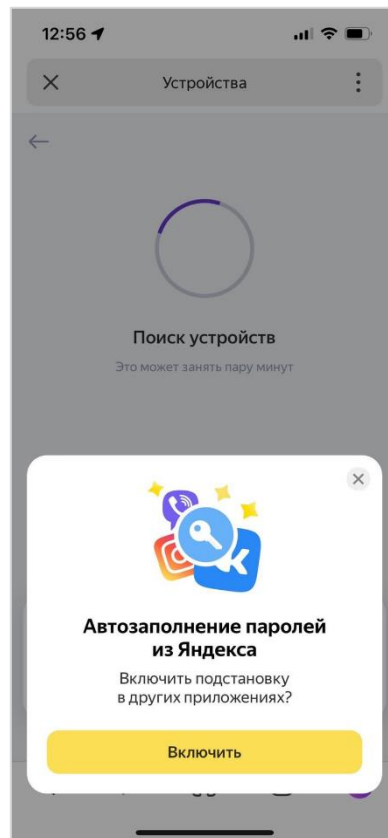 12:56
Устройства
Поиск устройств
Это может занять пару минут
Автозаполнение паролей
из Яндекса
Включить подстановку
в других приложениях?
Включить